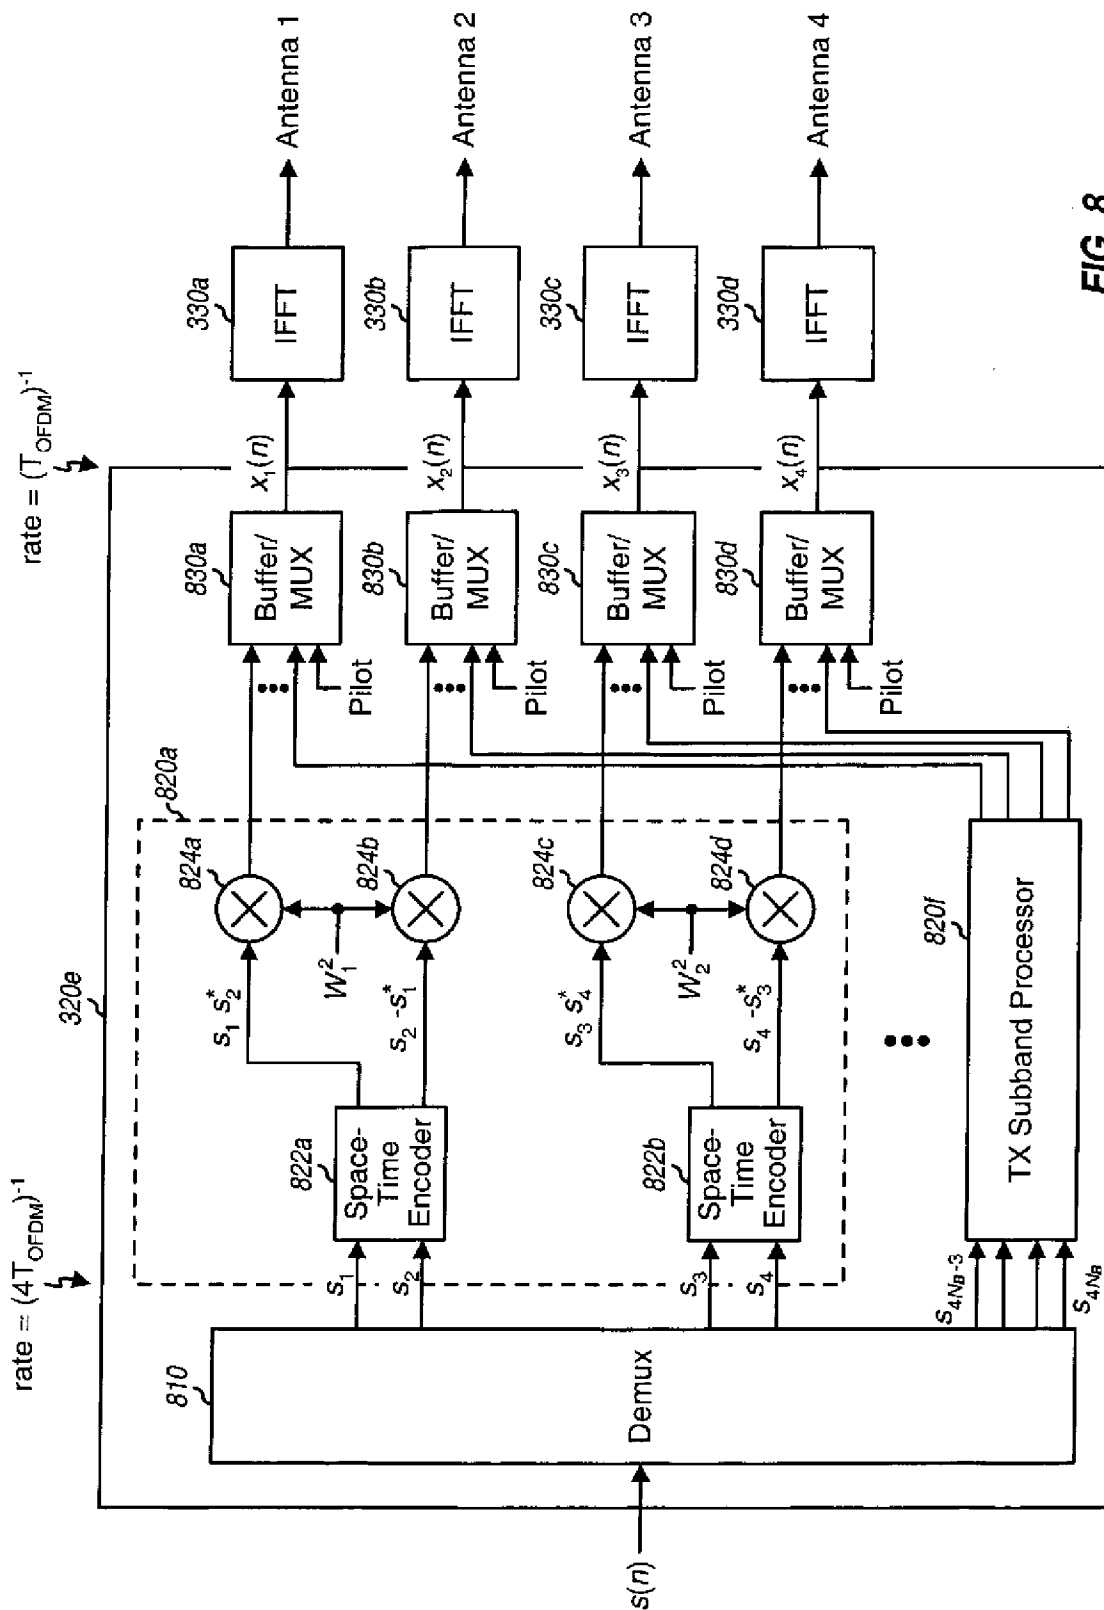 rate = (4T_OFDM)^-1
rate = (T_OFDM)^-1
320e
s(n)
810
Demux
820a
s_1
s_2
822a
Space-
Time
Encoder
s_1 s_2^*
s_2 -s_1^*
824a
W_1^2
824b
s_3
s_4
822b
Space-
Time
Encoder
s_3 s_4^*
s_4 -s_3^*
824c
W_2^2
824d
s_4N_B-3
s_4N_B
820f
TX Subband Processor
830a
Buffer/
MUX
Pilot
x_1(n)
330a
IFFT
Antenna 1
830b
Buffer/
MUX
Pilot
x_2(n)
330b
IFFT
Antenna 2
830c
Buffer/
MUX
Pilot
x_3(n)
330c
IFFT
Antenna 3
830d
Buffer/
MUX
Pilot
x_4(n)
330d
IFFT
Antenna 4
FIG. 8